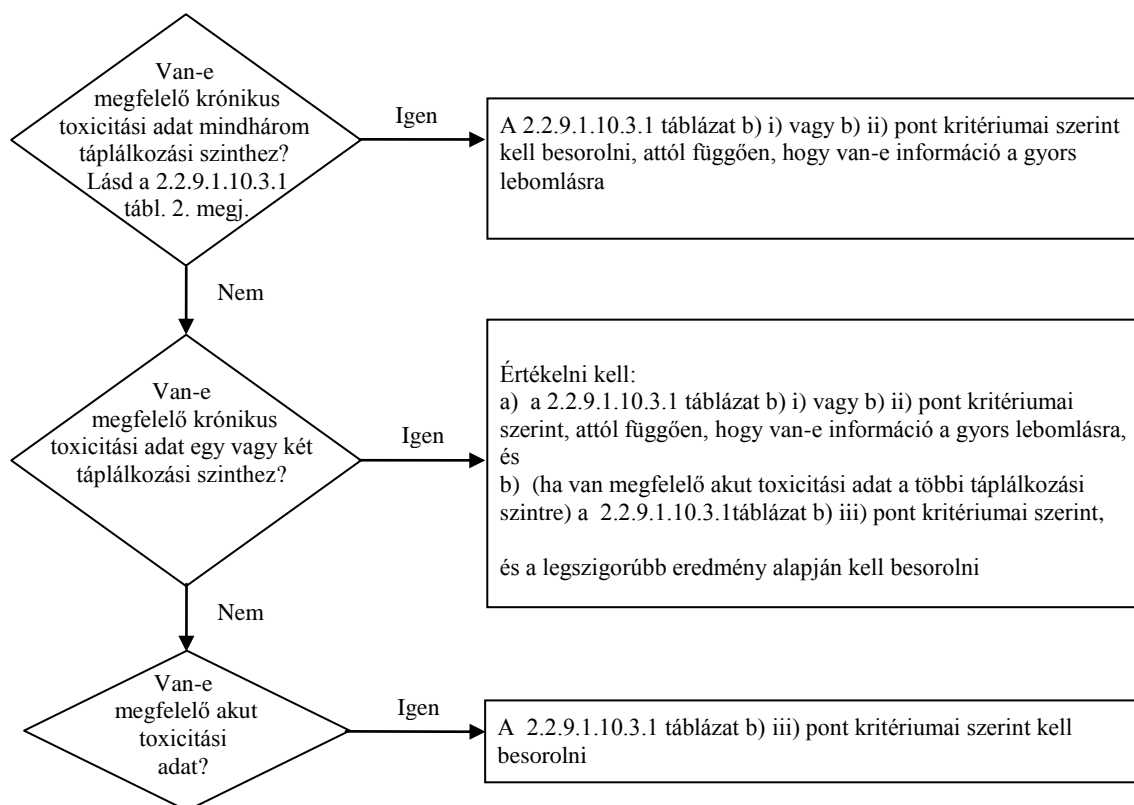 Van-e
megfelelő krónikus
toxicitási adat mindhárom
táplálkozási szinthez?
Lásd a 2.2.9.1.10.3.1
tábl. 2. megj.
Igen
A 2.2.9.1.10.3.1 táblázat b) i) vagy b) ii) pont kritériumai szerint
kell besorolni, attól függően, hogy van-e információ a gyors
lebomlásra
Nem
Van-e
megfelelő krónikus
toxicitási adat egy vagy két
táplálkozási szinthez?
Igen
Értékelni kell:
a) a 2.2.9.1.10.3.1 táblázat b) i) vagy b) ii) pont kritériumai
szerint, attól függően, hogy van-e információ a gyors lebomlásra,
és
b) (ha van megfelelő akut toxicitási adat a többi táplálkozási
szintre) a 2.2.9.1.10.3.1táblázat b) iii) pont kritériumai szerint,
és a legszigorúbb eredmény alapján kell besorolni
Nem
Van-e
megfelelő akut
toxicitási
adat?
Igen
A 2.2.9.1.10.3.1 táblázat b) iii) pont kritériumai szerint kell
besorolni